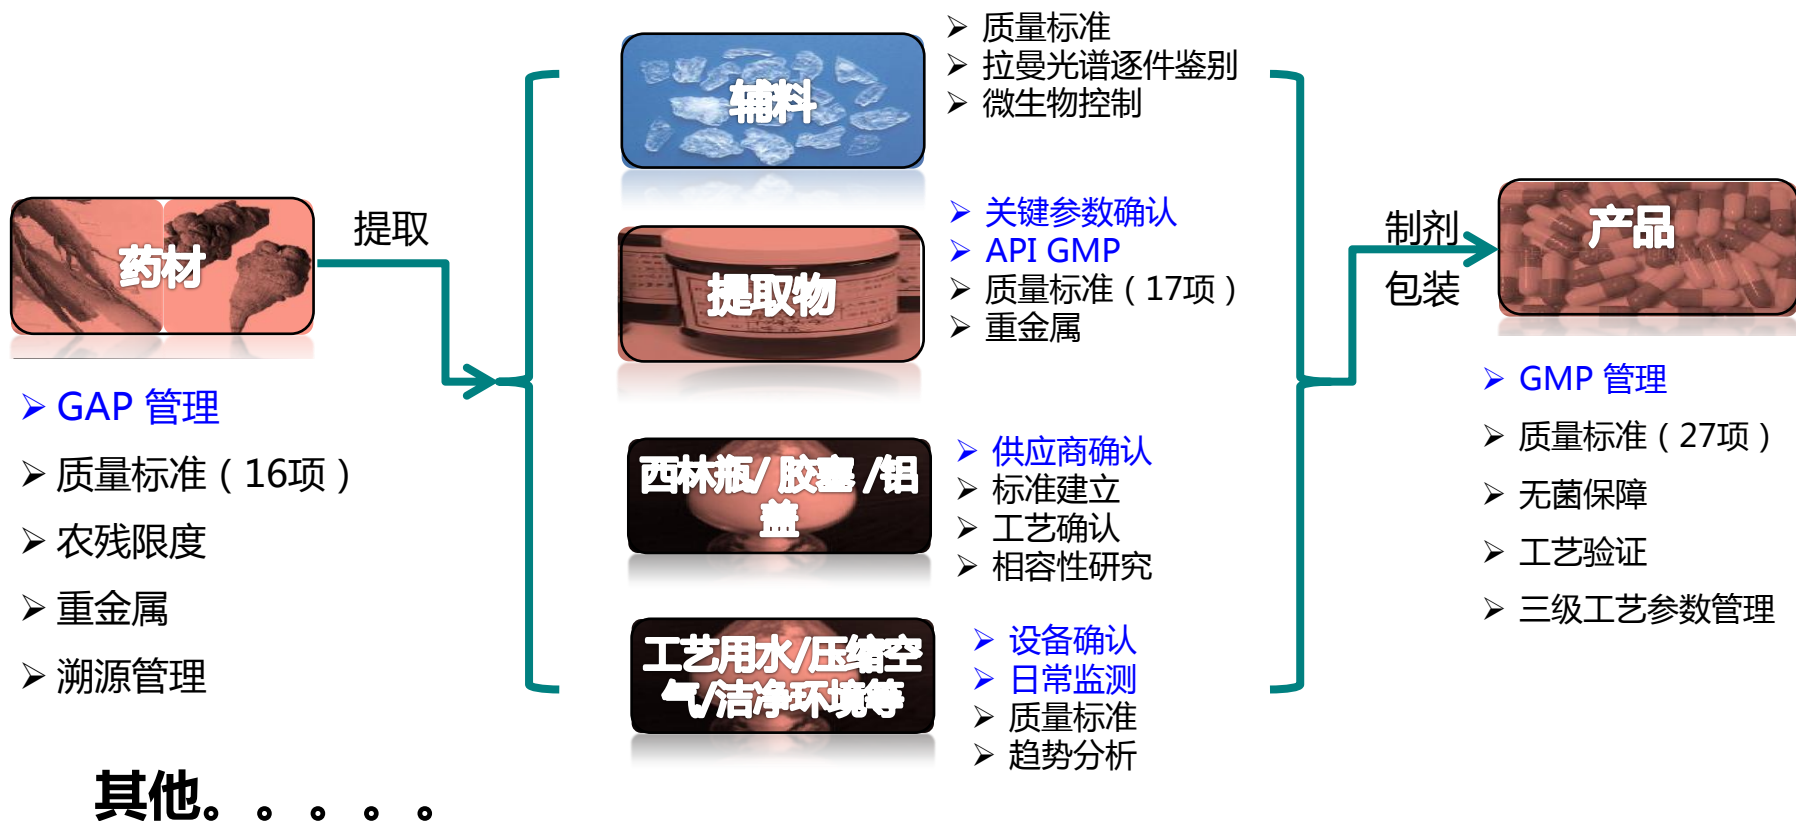 药材
提取
GAP 管理
质量标准（16项）
农残限度
重金属
溯源管理
辅料
质量标准
拉曼光谱逐件鉴别
微生物控制
提取物
关键参数确认
API GMP
质量标准（17项）
重金属
西林瓶/ 胶塞 /铝
盖
供应商确认
标准建立
工艺确认
相容性研究
工艺用水/压缩空
气/洁净环境等
设备确认
日常监测
质量标准
趋势分析
制剂
包装
产品
GMP 管理
质量标准（27项）
无菌保障
工艺验证
三级工艺参数管理
其他。。。。。